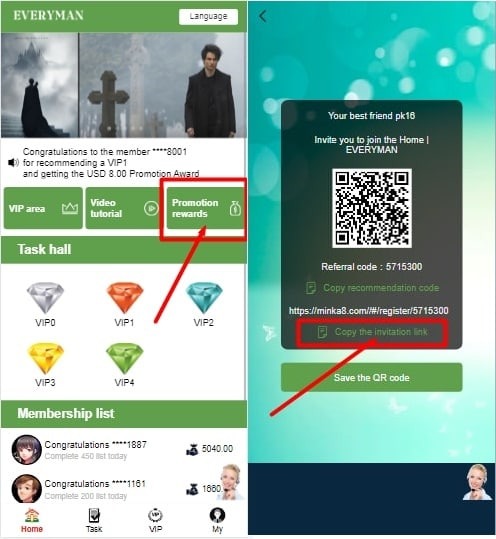 EVERYMAN
Language
Congratulations to the member ****8001
for recommending a VIP1
and getting the USD 8.00 Promotion Award
VIP area
Video
tutorial
Promotion
rewards
Task hall
VIP0
VIP1
VIP2
VIP3
VIP4
Membership list
Congratulations ****1887
Complete 450 list today
5040.00
Congratulations ****1161
Complete 200 list today
Home
Task
VIP
My
Your best friend pk16
Invite you to join the Home |
EVERYMAN
Referral code : 5715300
Copy recommendation code
https://minka8.com/#/register/5715300
Copy the invitation link
Save the QR code